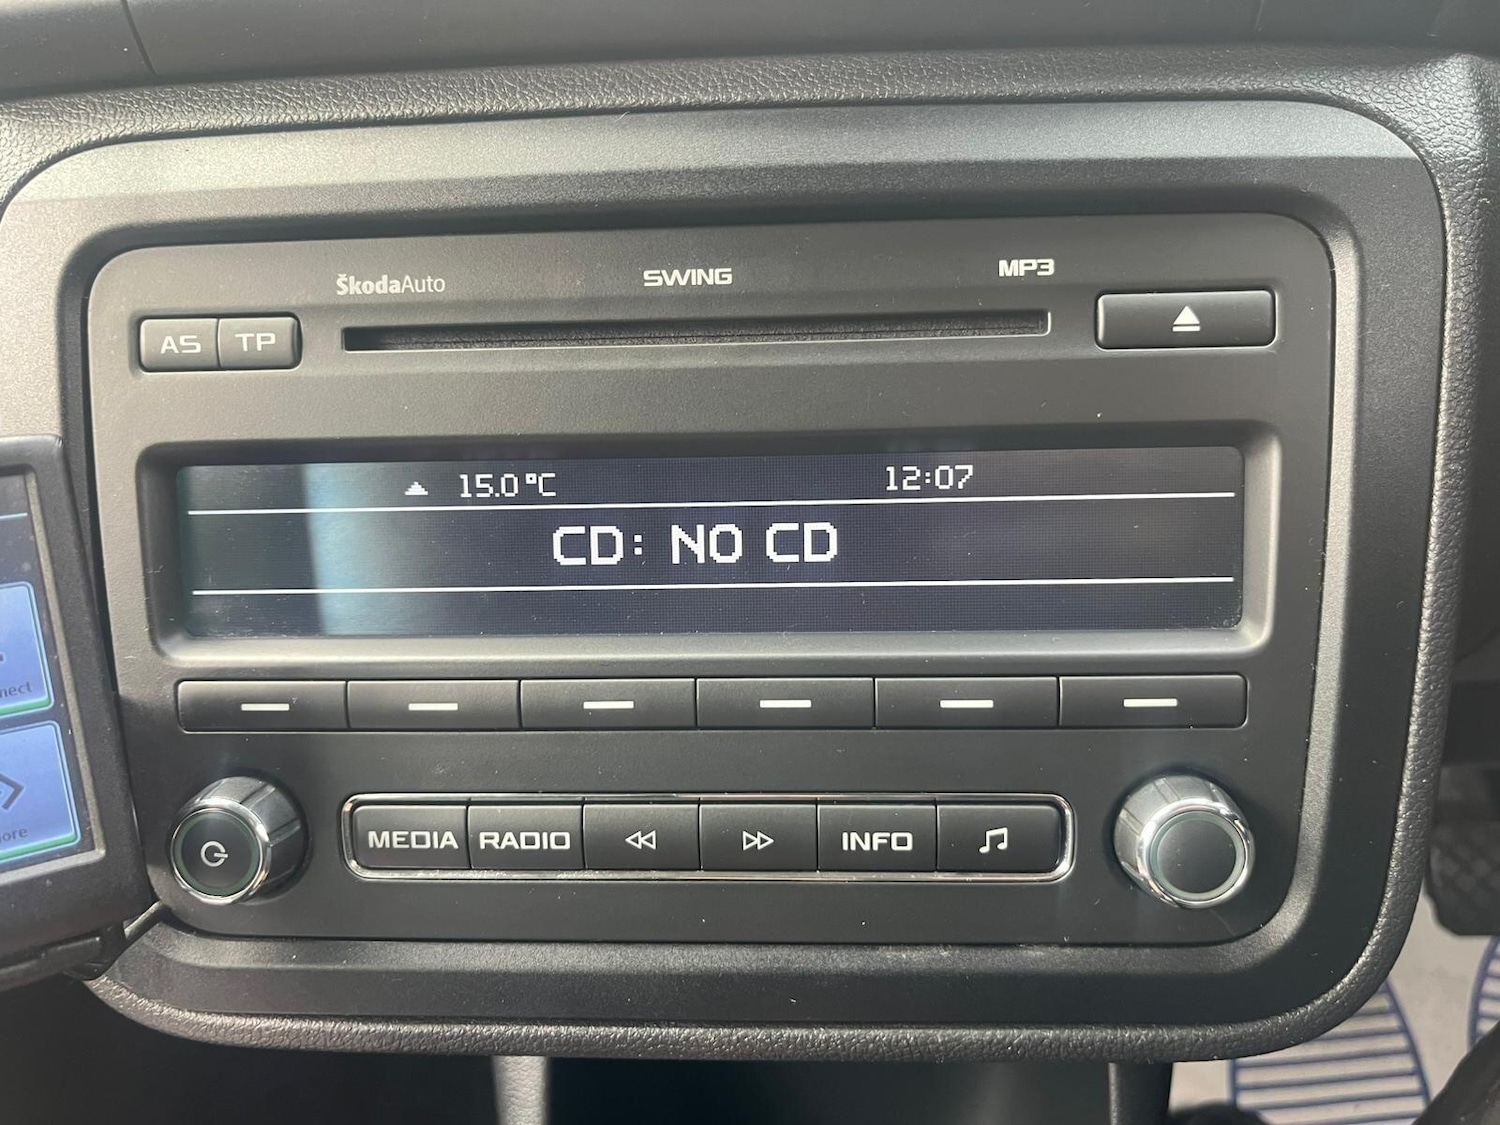 ŠkodaAuto
SWING
MP3
AS
TP
15.0°C
12:07
CD: NO CD
MEDIA
RADIO
INFO